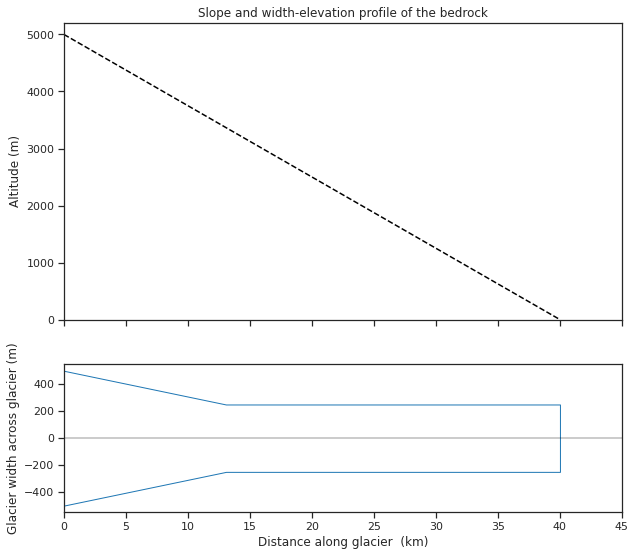 Slope and width-elevation profile of the bedrock
Altitude (m)
5000
4000
3000
2000
1000
0
Glacier width across glacier (m)
400
200
0
−200
−400
0 5 10 15 20 25 30 35 40 45
Distance along glacier  (km)